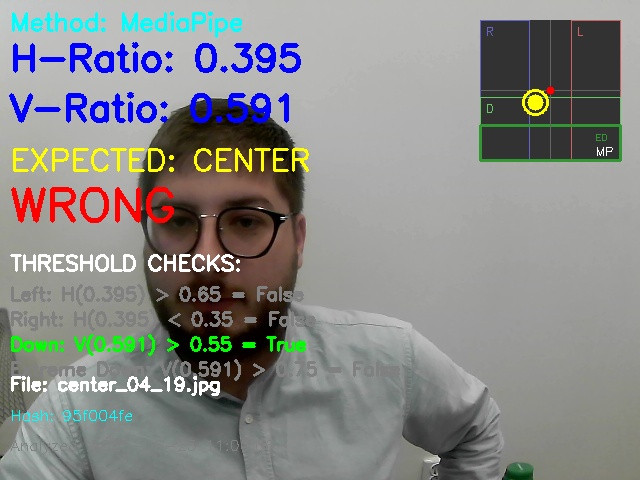 Method: MediaPipe
H-Ratio: 0.395
V-Ratio: 0.591
EXPECTED: CENTER
WRONG
THRESHOLD CHECKS:
Left: H(0.395) > 0.65 = False
Right: H(0.395) < 0.35 = False
Down: V(0.591) > 0.55 = True
Extreme Down: V(0.591) > 0.75 = False
File: center_04_19.jpg
Hash: 95f004fe
R L
D
ED
MP